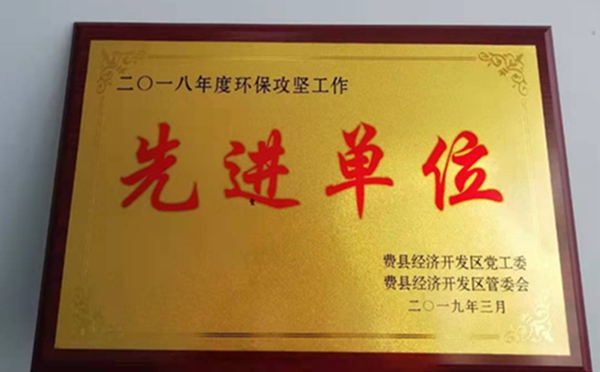 二〇一八年度环保攻坚工作
先进单位
费县经济开发区党工委
费县经济开发区管委会
二〇一九年三月